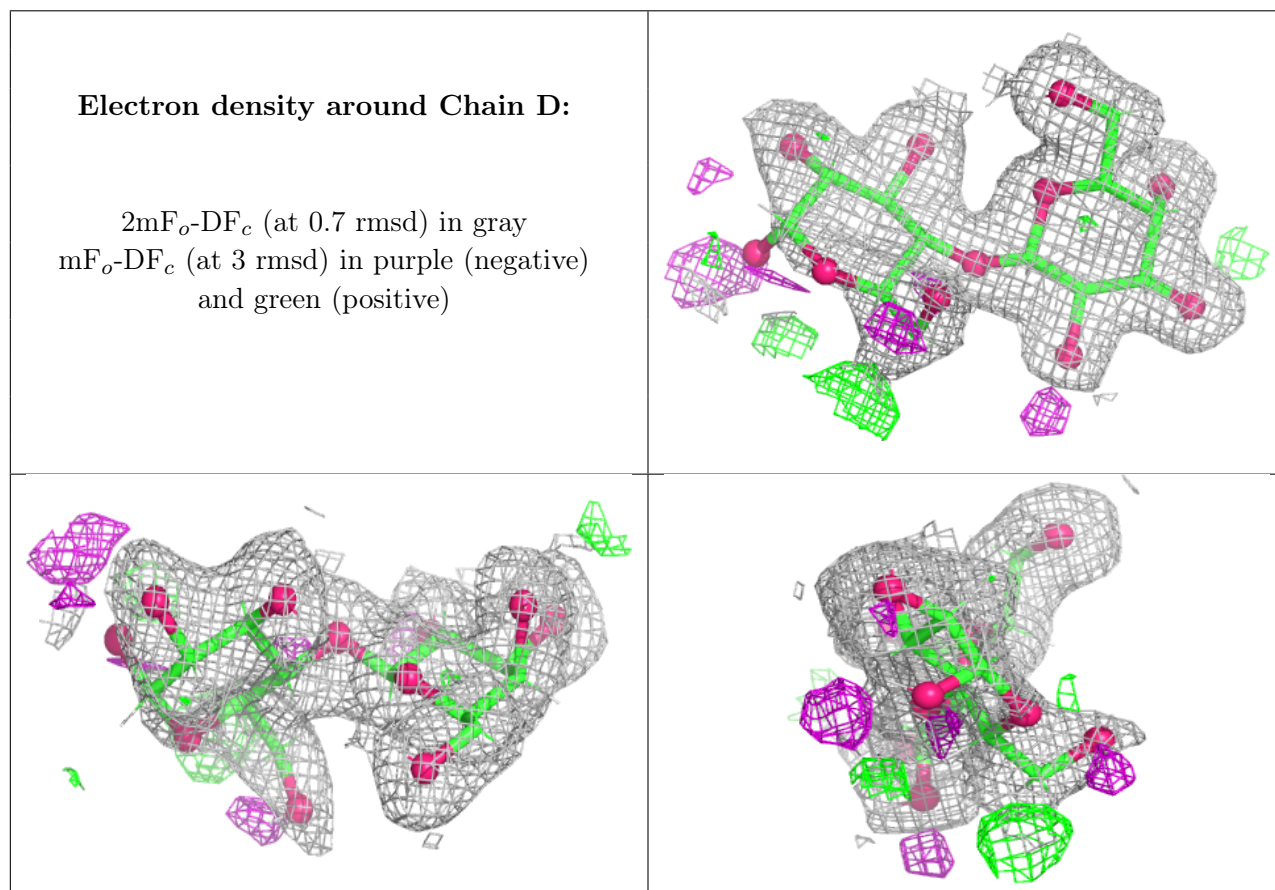 Electron density around Chain D:
2mFₒ-DF𝒸 (at 0.7 rmsd) in gray
mFₒ-DF𝒸 (at 3 rmsd) in purple (negative)
and green (positive)